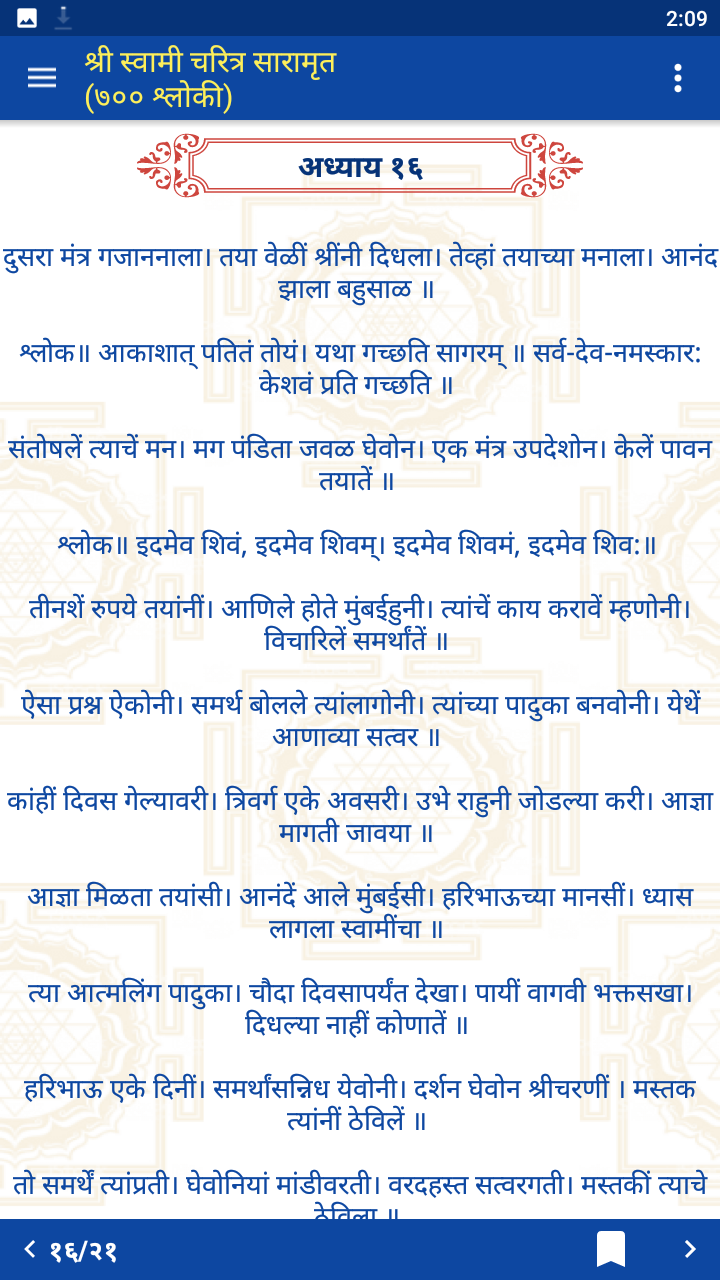 2:09
श्री स्वामी चरित्र सारामृत
(७०० श्लोकी)
अध्याय १६
दुसरा मंत्र गजाननाला। तया वेळीं श्रींनी दिधला। तेव्हां तयाच्या मनाला। आनंद
झाला बहुसाळ ॥
श्लोक॥ आकाशात् पतितं तोयं। यथा गच्छति सागरम् ॥ सर्व-देव-नमस्कार:
केशवं प्रति गच्छति ॥
संतोषलें त्याचें मन। मग पंडिता जवळ घेवोन। एक मंत्र उपदेशोन। केलें पावन
तयातें ॥
श्लोक॥ इदमेव शिवं, इदमेव शिवम्। इदमेव शिवमं, इदमेव शिव:॥
तीनशें रुपये तयांनीं। आणिले होते मुंबईहुनी। त्यांचें काय करावें म्हणोनी।
विचारिलें समर्थांतें ॥
ऐसा प्रश्न ऐकोनी। समर्थ बोलले त्यांलागोनी। त्यांच्या पादुका बनवोनी। येथें
आणाव्या सत्वर ॥
कांहीं दिवस गेल्यावरी। त्रिवर्ग एके अवसरी। उभे राहुनी जोडल्या करी। आज्ञा
मागती जावया ॥
आज्ञा मिळता तयांसी। आनंदें आले मुंबईसी। हरिभाऊच्या मानसीं। ध्यास
लागला स्वामींचा ॥
त्या आत्मलिंग पादुका। चौदा दिवसापर्यंत देखा। पायीं वागवी भक्तसखा।
दिधल्या नाहीं कोणातें ॥
हरिभाऊ एके दिनीं। समर्थांसन्निध येवोनी। दर्शन घेवोन श्रीचरणीं । मस्तक
त्यांनीं ठेविलें ॥
तो समर्थें त्यांप्रती। घेवोनियां मांडीवरती। वरदहस्त सत्वरगती। मस्तकीं त्याचे
ठेविला ॥
१६/२१